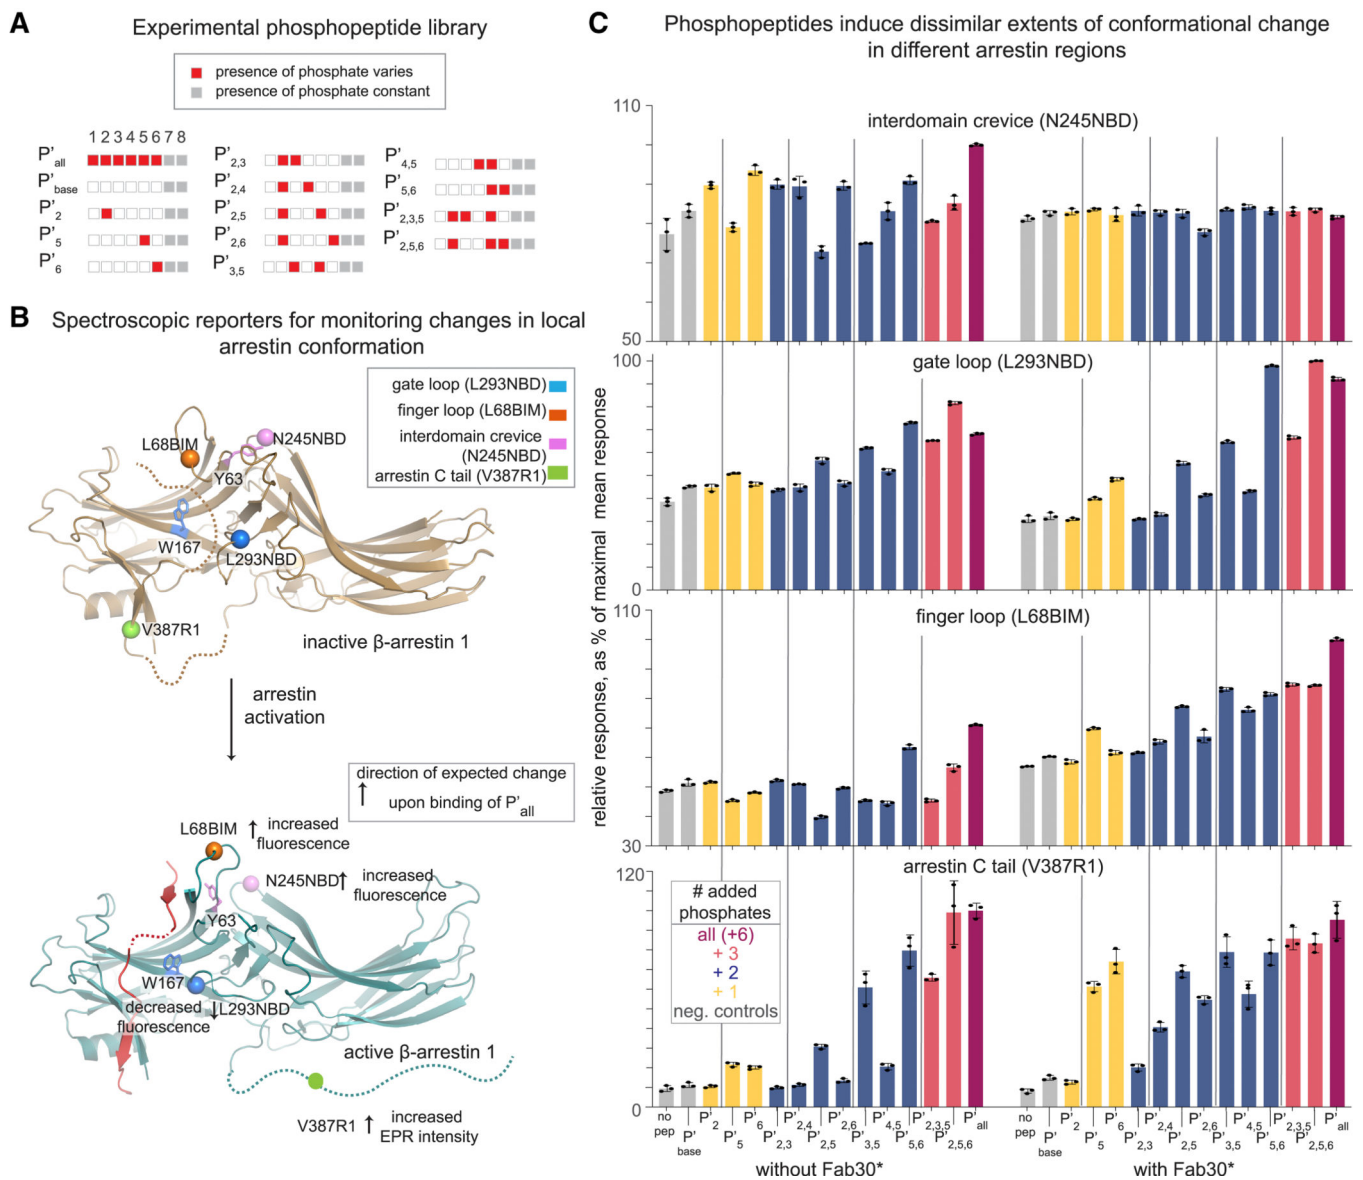 A
Experimental phosphopeptide library
presence of phosphate varies
presence of phosphate constant
1 2 3 4 5 6 7 8
P'all
P'base
P'2
P'5
P'6
P'2,3
P'2,4
P'2,5
P'2,6
P'3,5
P'4,5
P'5,6
P'2,3,5
P'2,5,6
B
Spectroscopic reporters for monitoring changes in local
arrestin conformation
gate loop (L293NBD)
finger loop (L68BIM)
interdomain crevice
(N245NBD)
arrestin C tail (V387R1)
L68BIM
N245NBD
Y63
W167
L293NBD
V387R1
inactive β-arrestin 1
arrestin
activation
direction of expected change
↑ upon binding of P'all
L68BIM ↑ increased
fluorescence
N245NBD↑ increased
fluorescence
Y63
W167
decreased
fluorescence ↓L293NBD
active β-arrestin 1
V387R1 ↑ increased
EPR intensity
C
Phosphopeptides induce dissimilar extents of conformational change
in different arrestin regions
relative response, as % of maximal mean response
110
interdomain crevice (N245NBD)
50
100
gate loop (L293NBD)
0
110
finger loop (L68BIM)
30
120
arrestin C tail (V387R1)
# added
phosphates
all (+6)
+ 3
+ 2
+ 1
neg. controls
0
no pep
P'base
P'2
P'5
P'6
P'2,3
P'2,4
P'2,5
P'2,6
P'3,5
P'4,5
P'5,6
P'2,3,5
P'2,5,6
P'all
without Fab30*
no pep
P'base
P'2
P'5
P'6
P'2,3
P'2,4
P'2,5
P'2,6
P'3,5
P'4,5
P'5,6
P'2,3,5
P'2,5,6
P'all
with Fab30*